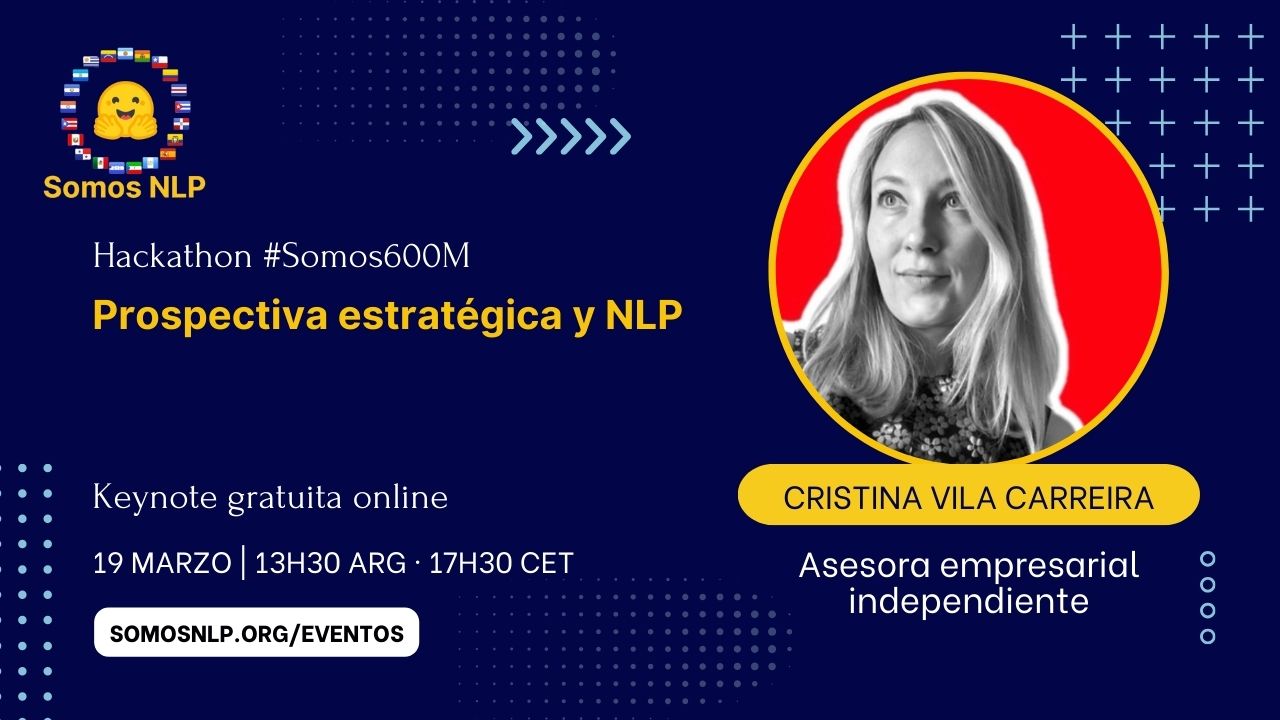 Somos NLP
Hackathon #Somos600M
Prospectiva estratégica y NLP
Keynote gratuita online
19 MARZO | 13H30 ARG · 17H30 CET
SOMOSNLP.ORG/EVENTOS
CRISTINA VILA CARREIRA
Asesora empresarial
independiente